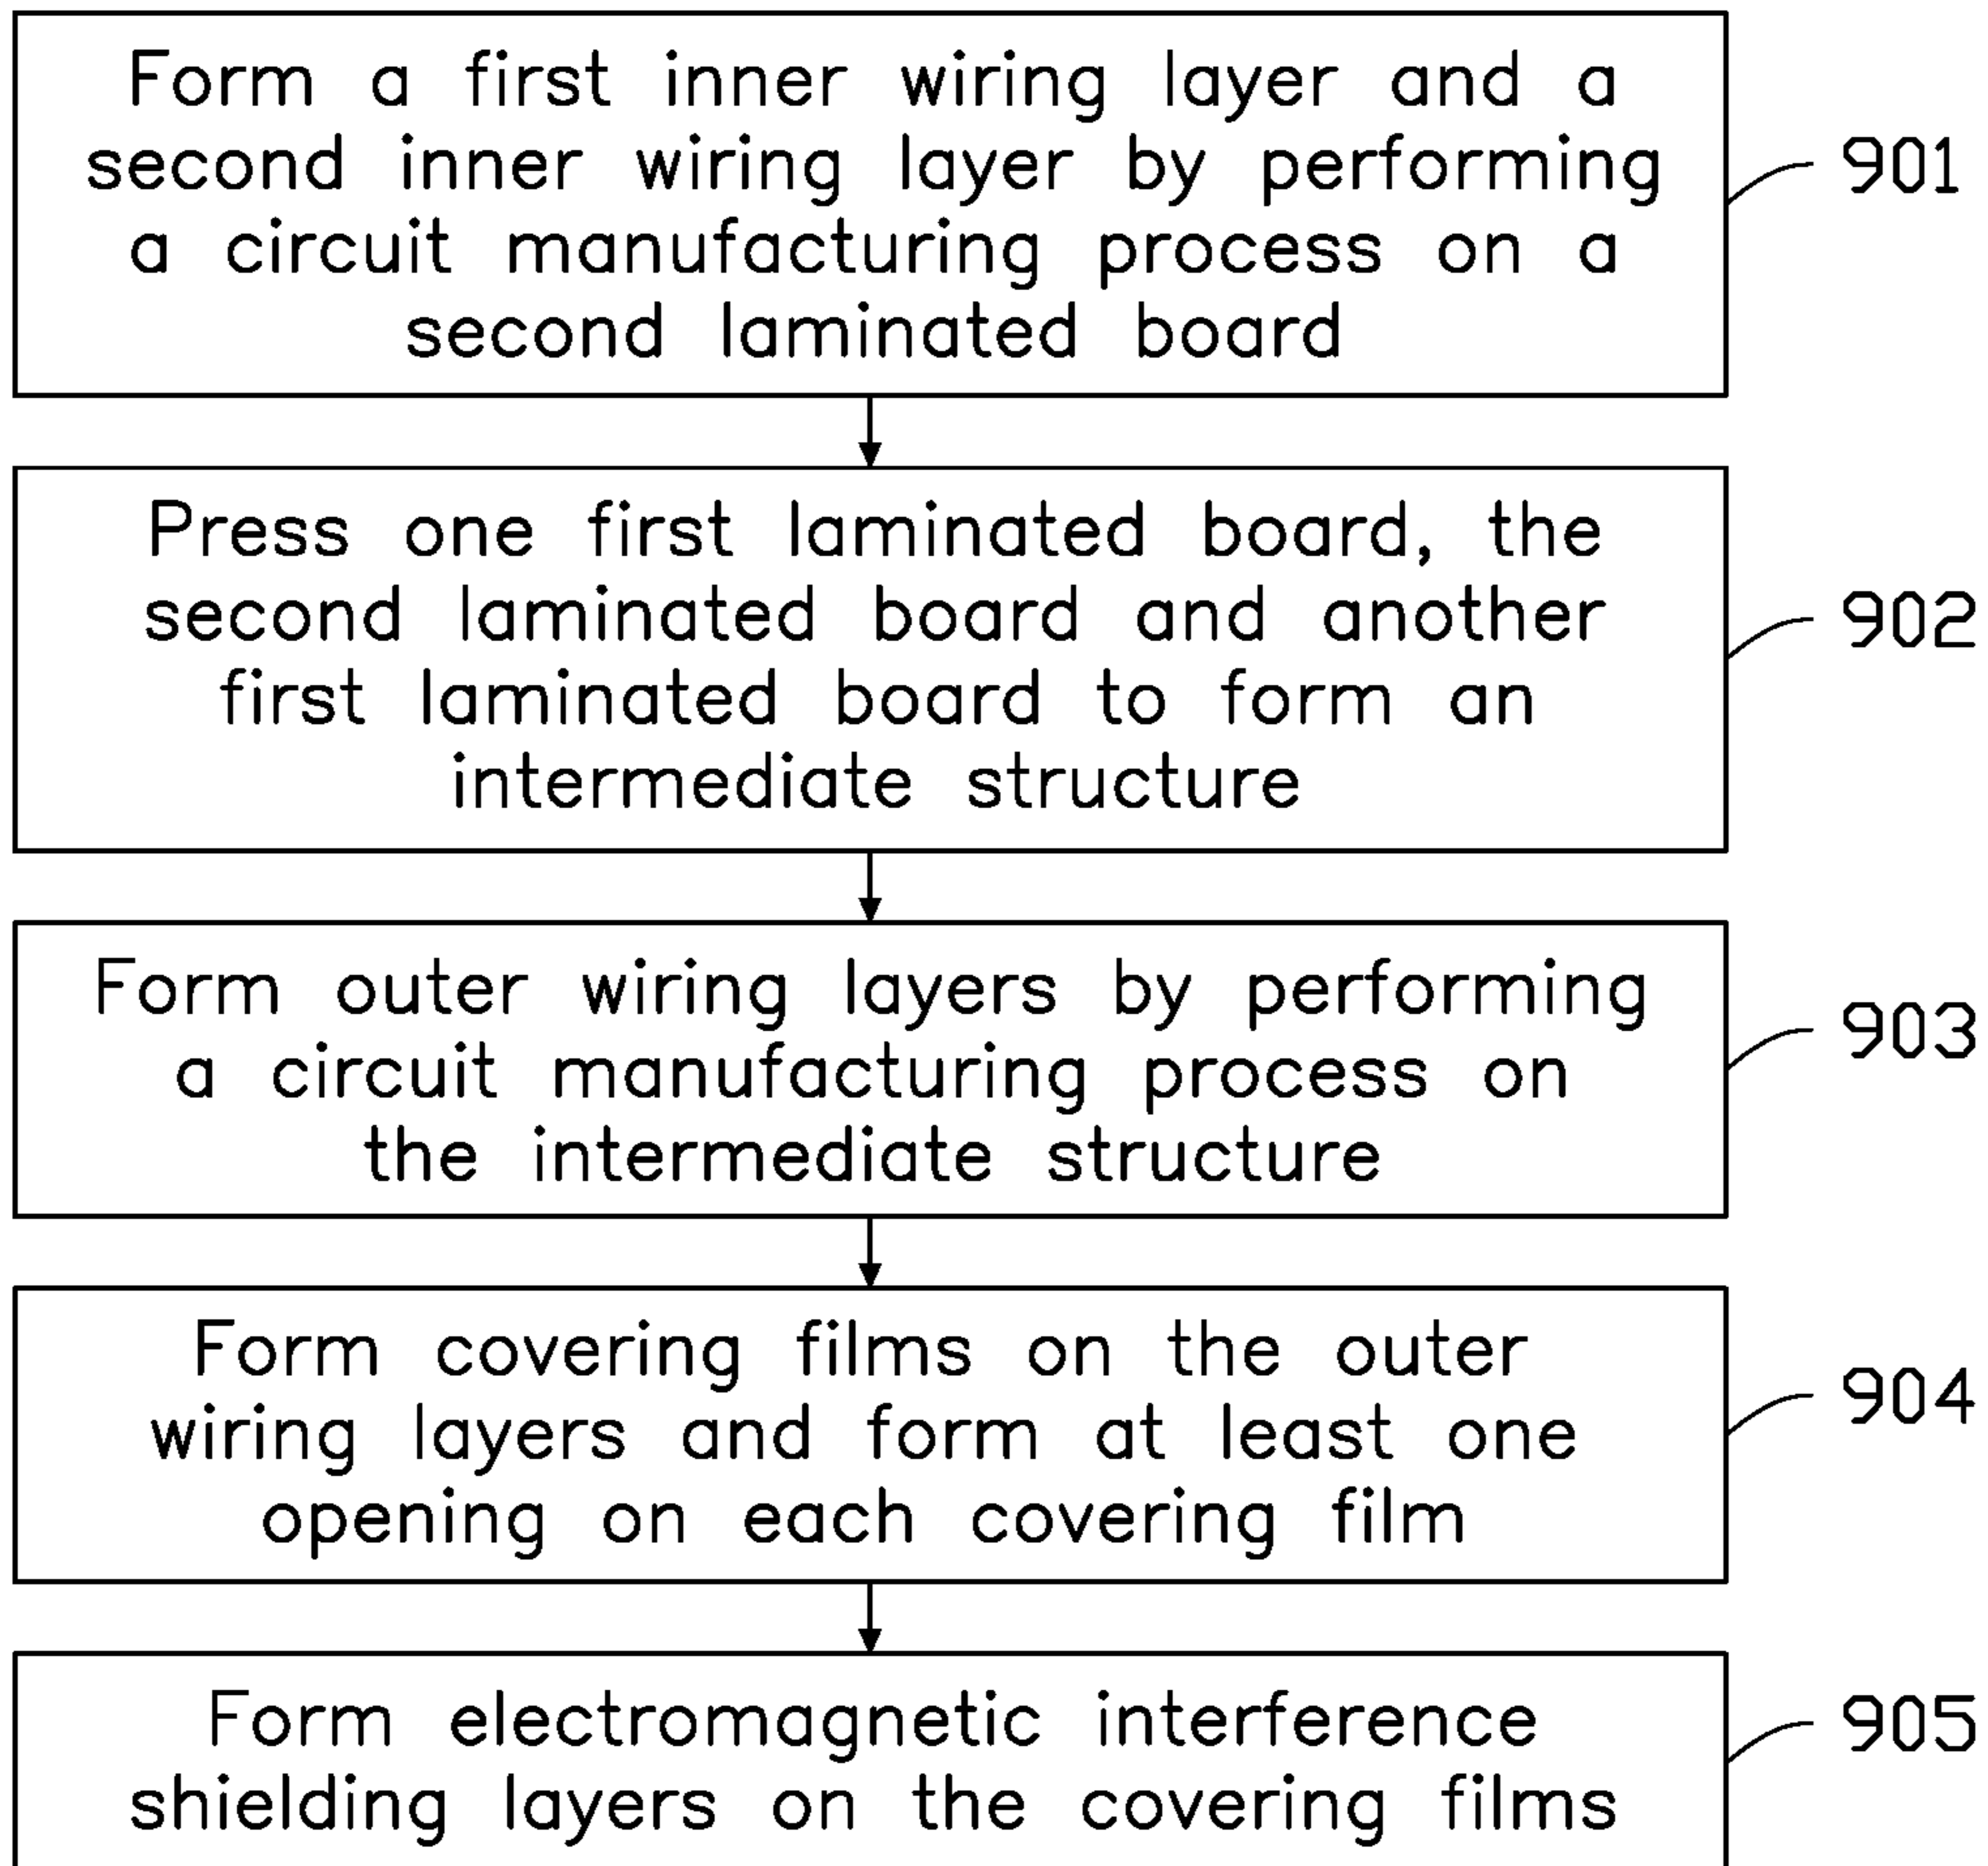 Form a first inner wiring layer and a
second inner wiring layer by performing
a circuit manufacturing process on a
second laminated board
901
Press one first laminated board, the
second laminated board and another
first laminated board to form an
intermediate structure
902
Form outer wiring layers by performing
a circuit manufacturing process on
the intermediate structure
903
Form covering films on the outer
wiring layers and form at least one
opening on each covering film
904
Form electromagnetic interference
shielding layers on the covering films
905